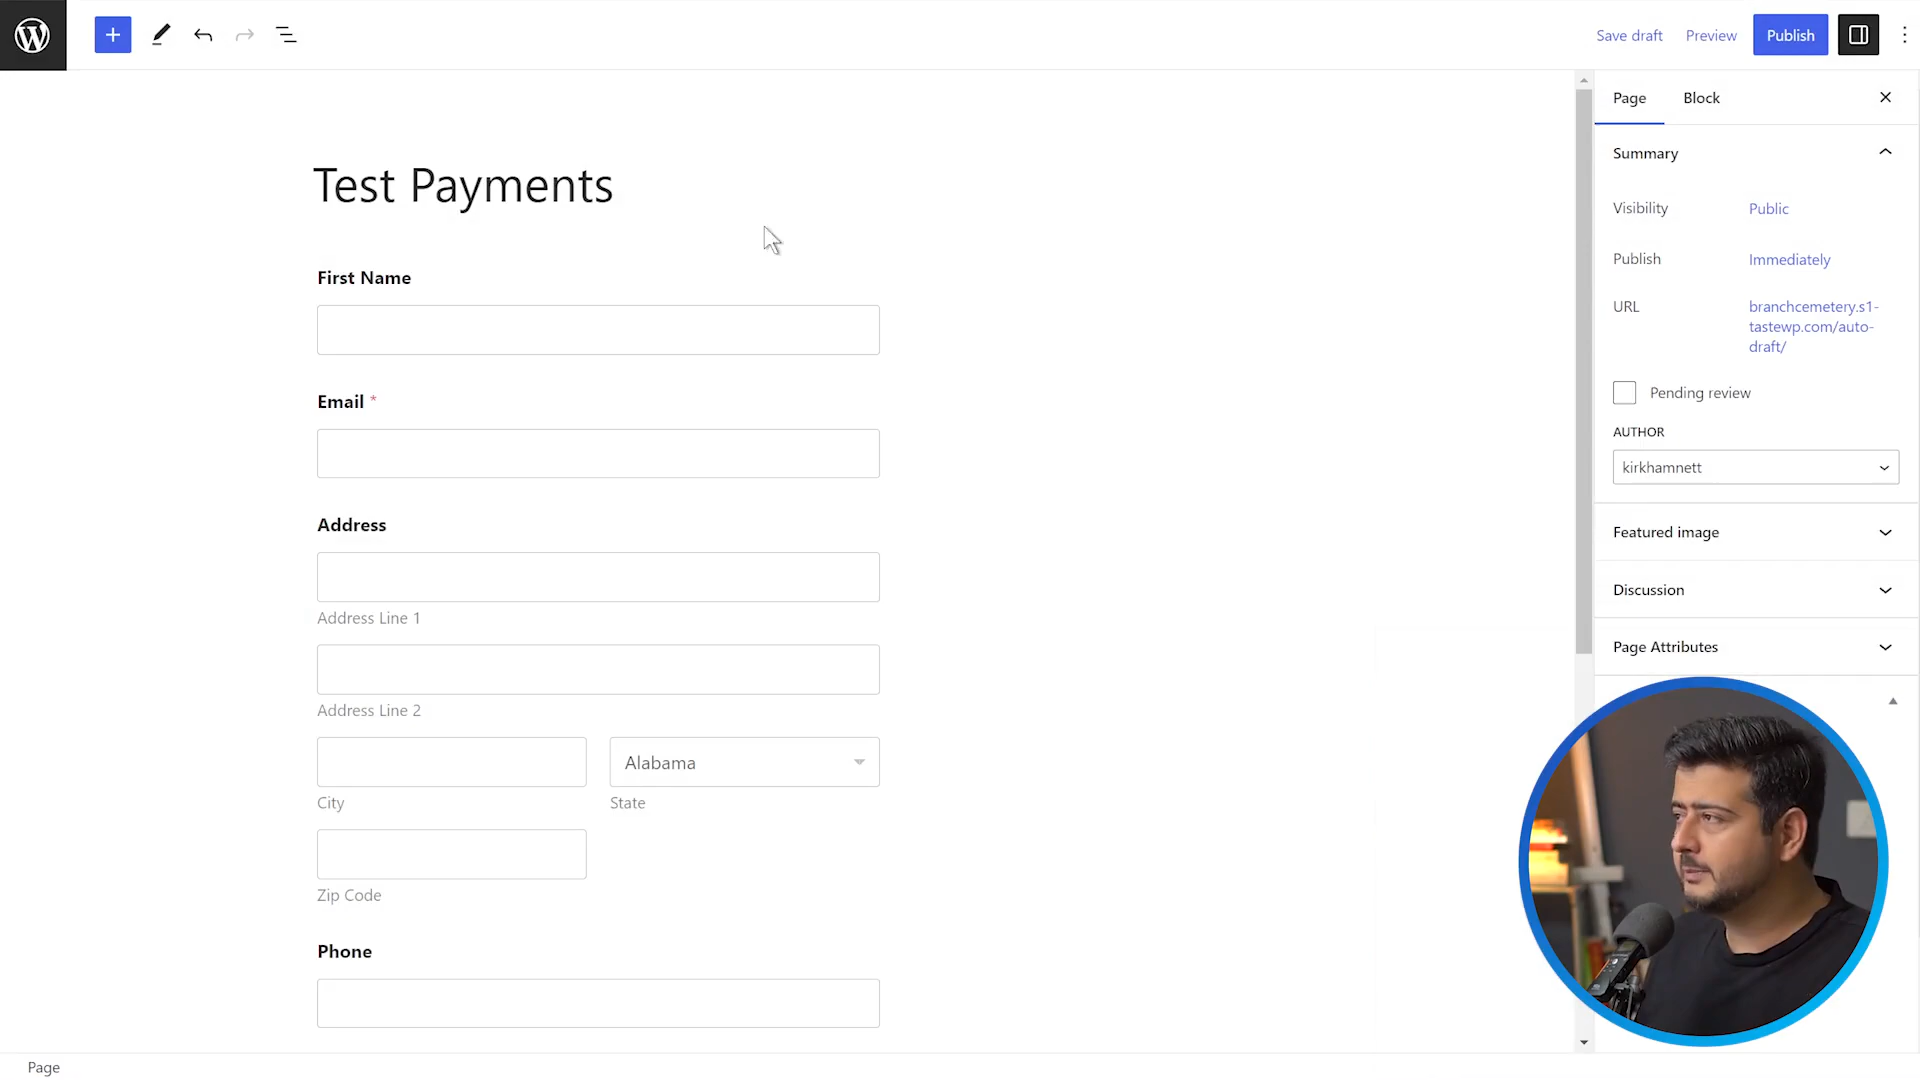 Save draft
Preview
Publish
Page
Block
Summary
Visibility
Public
Publish
Immediately
URL
branchcemetery.s1-
tastewp.com/auto-
draft/
Pending review
AUTHOR
kirkhamnett
Featured image
Discussion
Page Attributes
Test Payments
First Name
Email *
Address
Address Line 1
Address Line 2
Alabama
City
State
Zip Code
Phone
Page